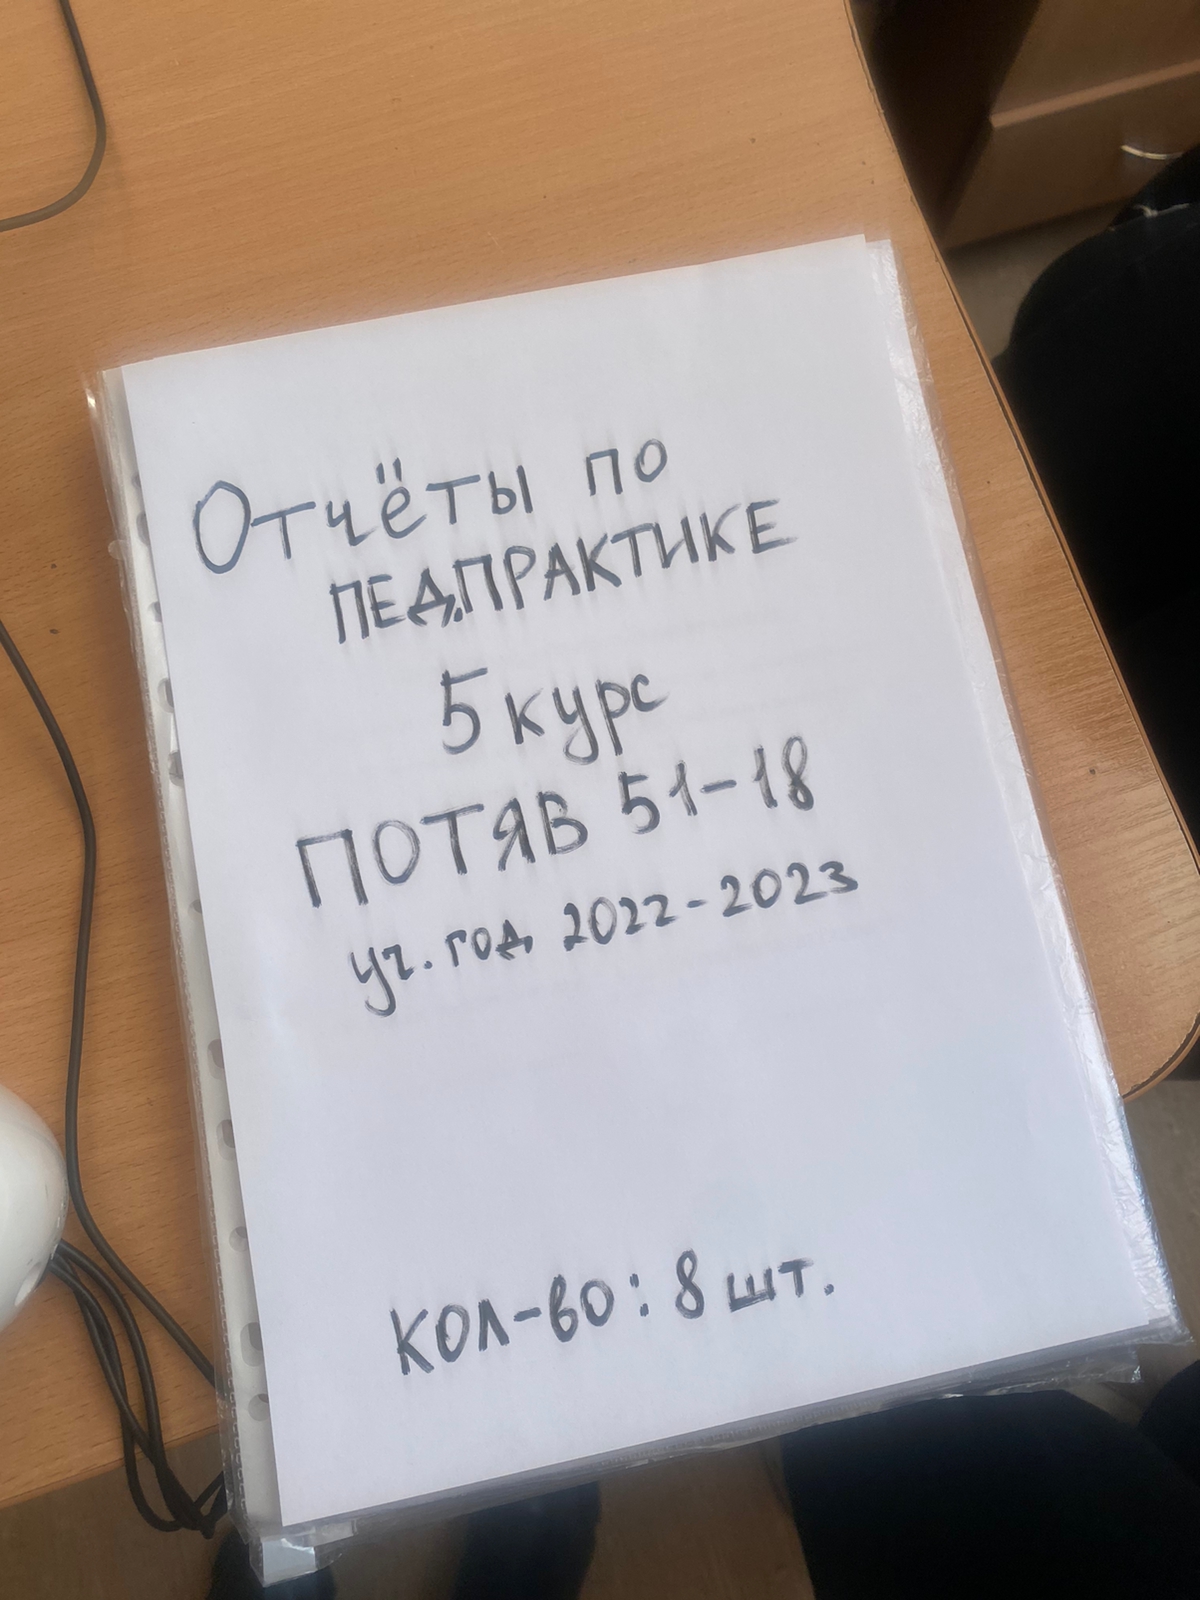 Отчёты по
ПЕД.ПРАКТИКЕ
5 курс
ПОТЯВ 51-18
уч. год 2022-2023
кол-во: 8 шт.